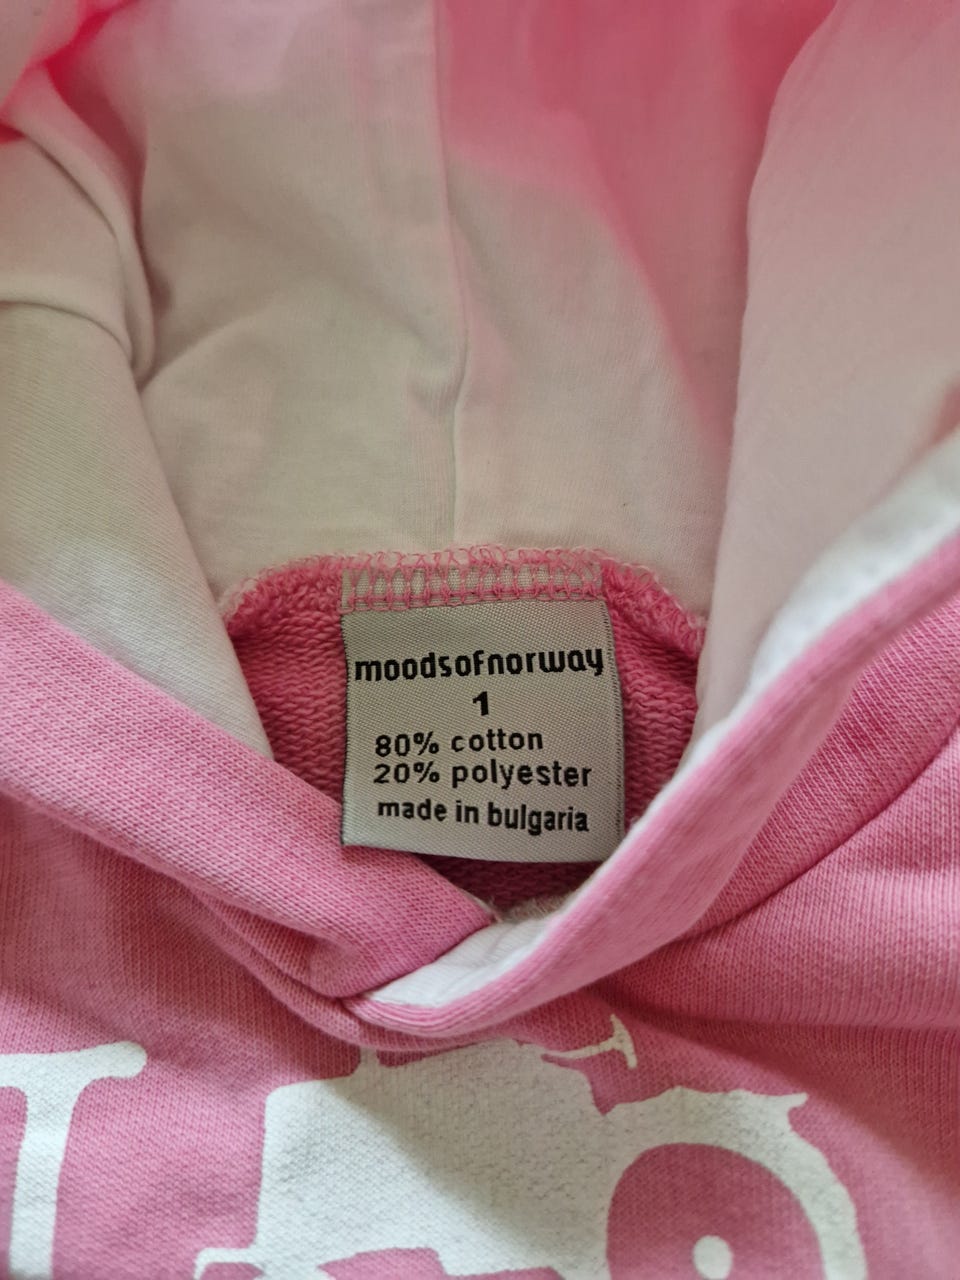 moodsofnorway
1
80% cotton
20% polyester
made in bulgaria